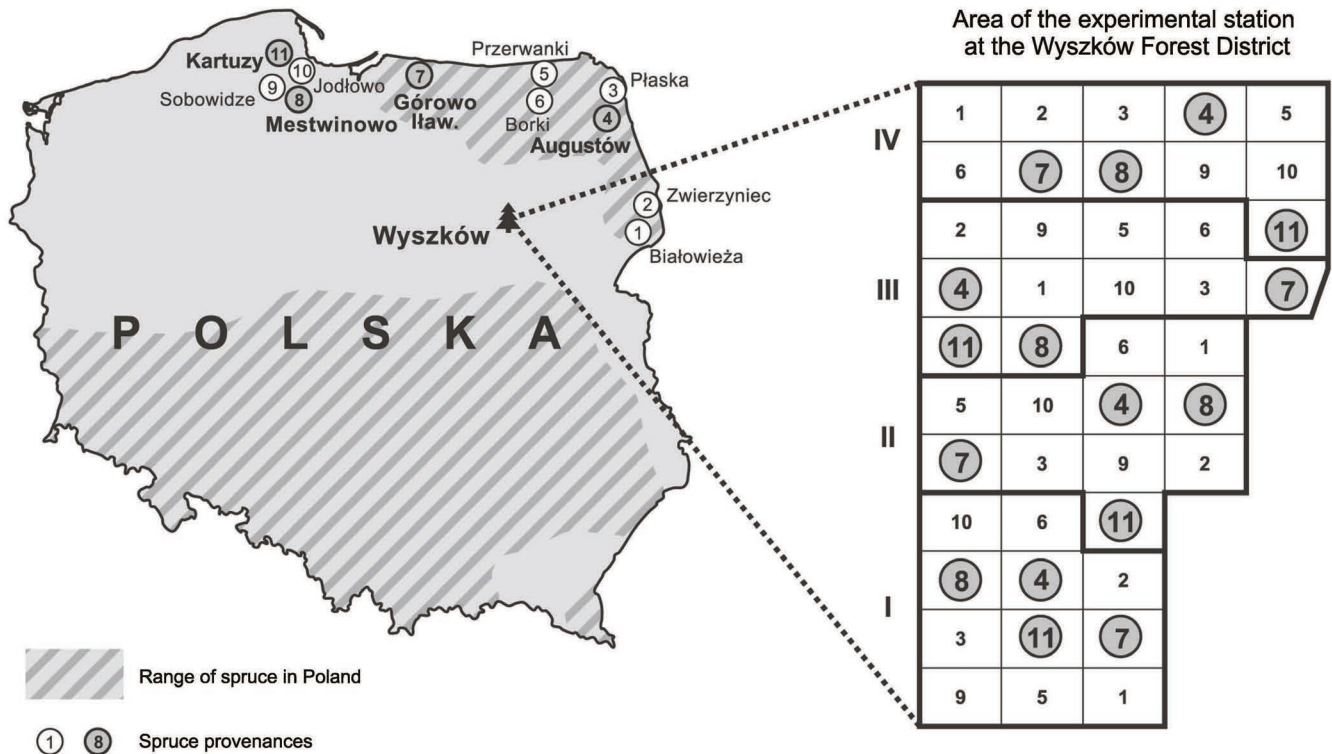 Area of the experimental station
at the Wyszków Forest District
Przerwanki
Kartuzy 11
10
7
5
3 Płaska
9
Jodłowo
Sobowidze
8
Górowo
Iław.
6
Borki
4
Mestwinowo
Augustów
2 Zwierzyniec
Wyszków
1
Białowieża
POLSKA
Range of spruce in Poland
1 8 Spruce provenances
IV
1 2 3 4 5
6 7 8 9 10
2 9 5 6 11
III
4 1 10 3 7
11 8 6 1
II
5 10 4 8
7 3 9 2
10 6 11
I
8 4 2
3 11 7
9 5 1